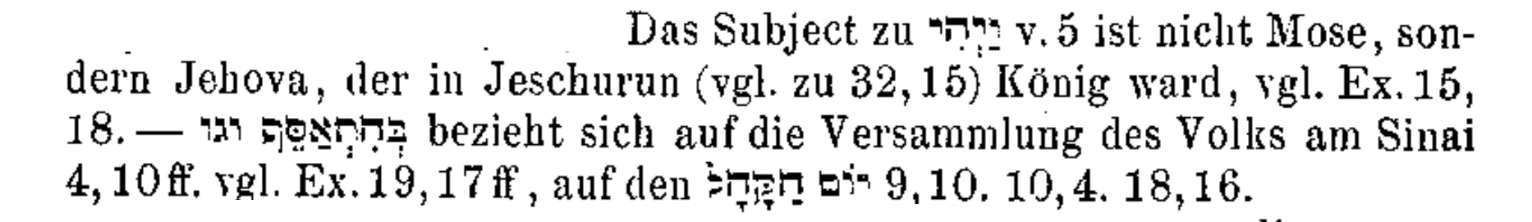 Das Subject zu וַיְהִי v. 5 ist nicht Mose, son-
dern Jehova, der in Jeschurun (vgl. zu 32, 15) König ward, vgl. Ex. 15,
18. — בְּהִתְאַסֵּף וגו bezieht sich auf die Versammlung des Volks am Sinai
4, 10 ff. vgl. Ex. 19, 17 ff, auf den יוֹם הַקָּהָל 9, 10. 10, 4. 18, 16.